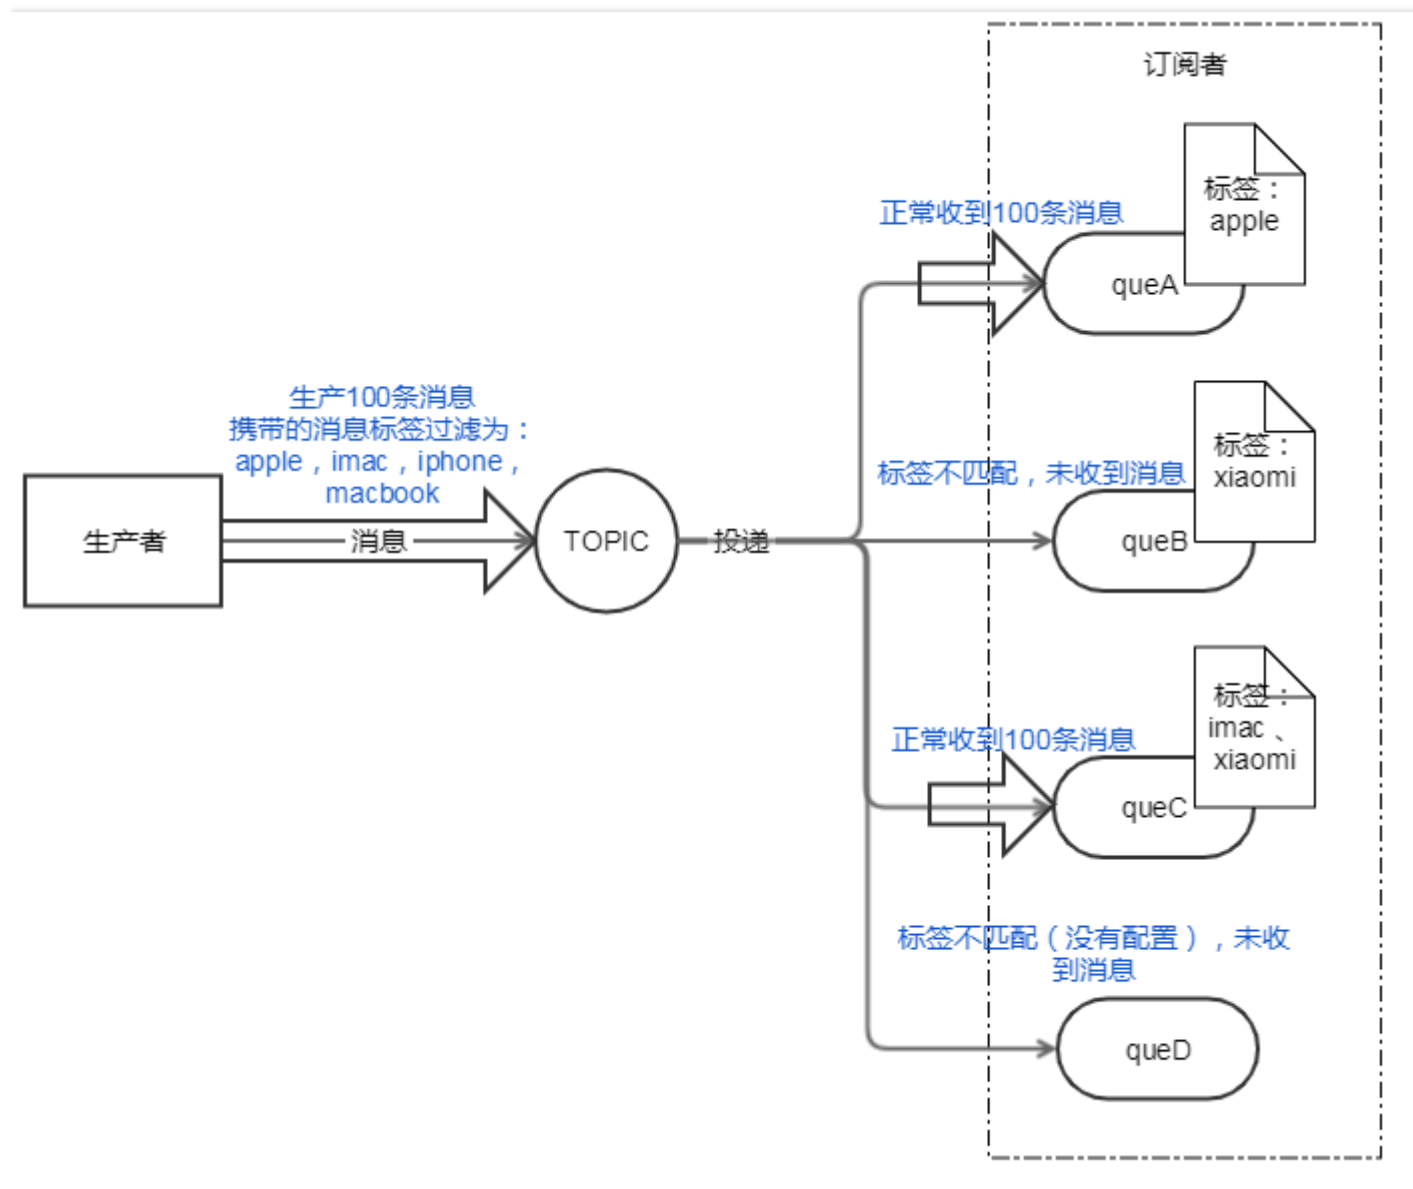 订阅者
标签：
apple
正常收到100条消息
queA
生产100条消息
携带的消息标签过滤为：
apple，imac，iphone，
macbook
标签：
xiaomi
标签不匹配，未收到消息
生产者
消息
TOPIC
投递
queB
标签：
imac、
xiaomi
正常收到100条消息
queC
标签不匹配（没有配置），未收
到消息
queD